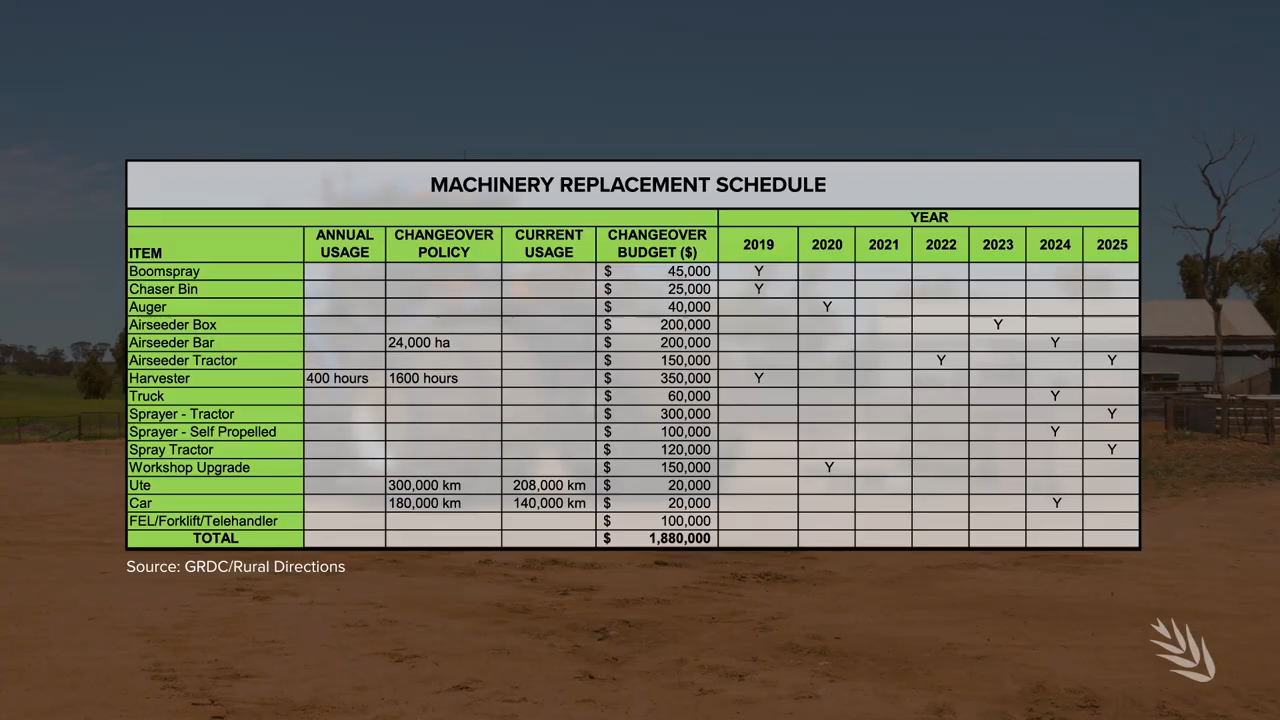 MACHINERY REPLACEMENT SCHEDULE
YEAR
ITEM ANNUAL USAGE CHANGEOVER POLICY CURRENT USAGE CHANGEOVER BUDGET ($) 2019 2020 2021 2022 2023 2024 2025
Boomspray $ 45,000 Y
Chaser Bin $ 25,000 Y
Auger $ 40,000 Y
Airseeder Box $ 200,000 Y
Airseeder Bar 24,000 ha $ 200,000 Y
Airseeder Tractor $ 150,000 Y Y
Harvester 400 hours 1600 hours $ 350,000 Y
Truck $ 60,000 Y
Sprayer - Tractor $ 300,000 Y
Sprayer - Self Propelled $ 100,000 Y
Spray Tractor $ 120,000 Y
Workshop Upgrade $ 150,000 Y
Ute 300,000 km 208,000 km $ 20,000
Car 180,000 km 140,000 km $ 20,000 Y
FEL/Forklift/Telehandler $ 100,000
TOTAL $ 1,880,000
Source: GRDC/Rural Directions